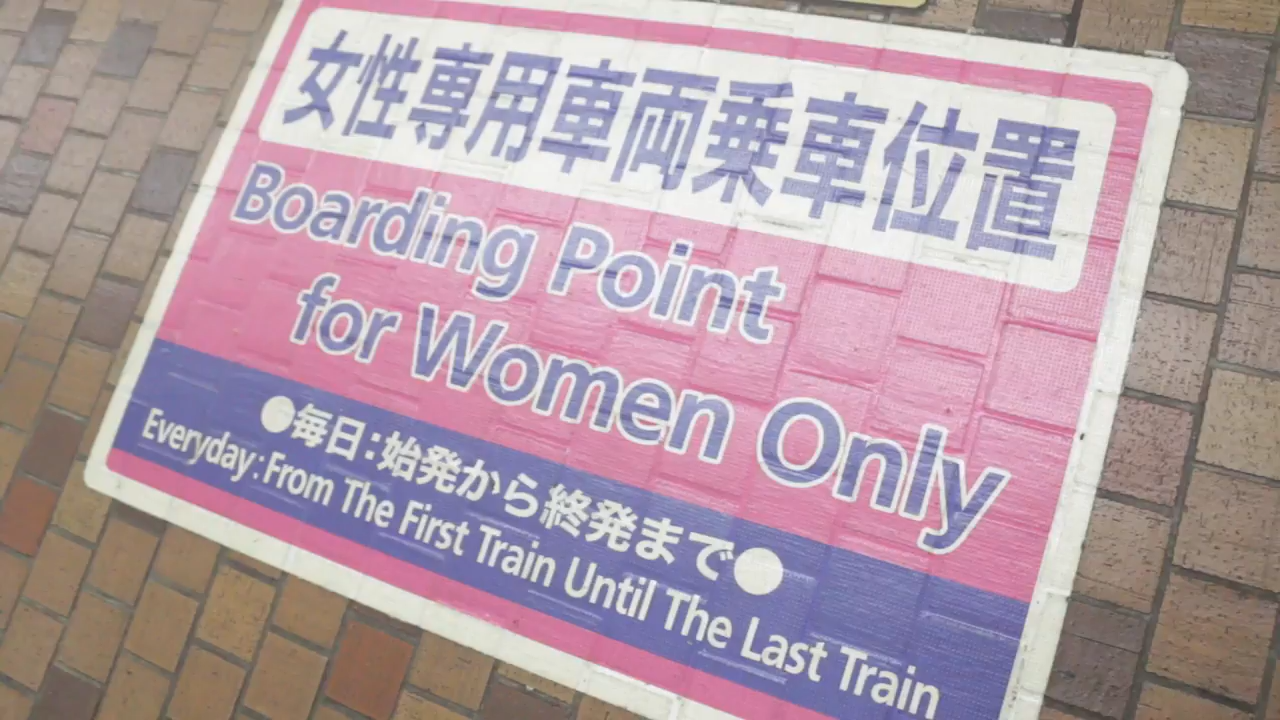 女性専用車両乗車位置
Boarding Point
for Women Only
●毎日:始発から終発まで●
Everyday: From The First Train Until The Last Train